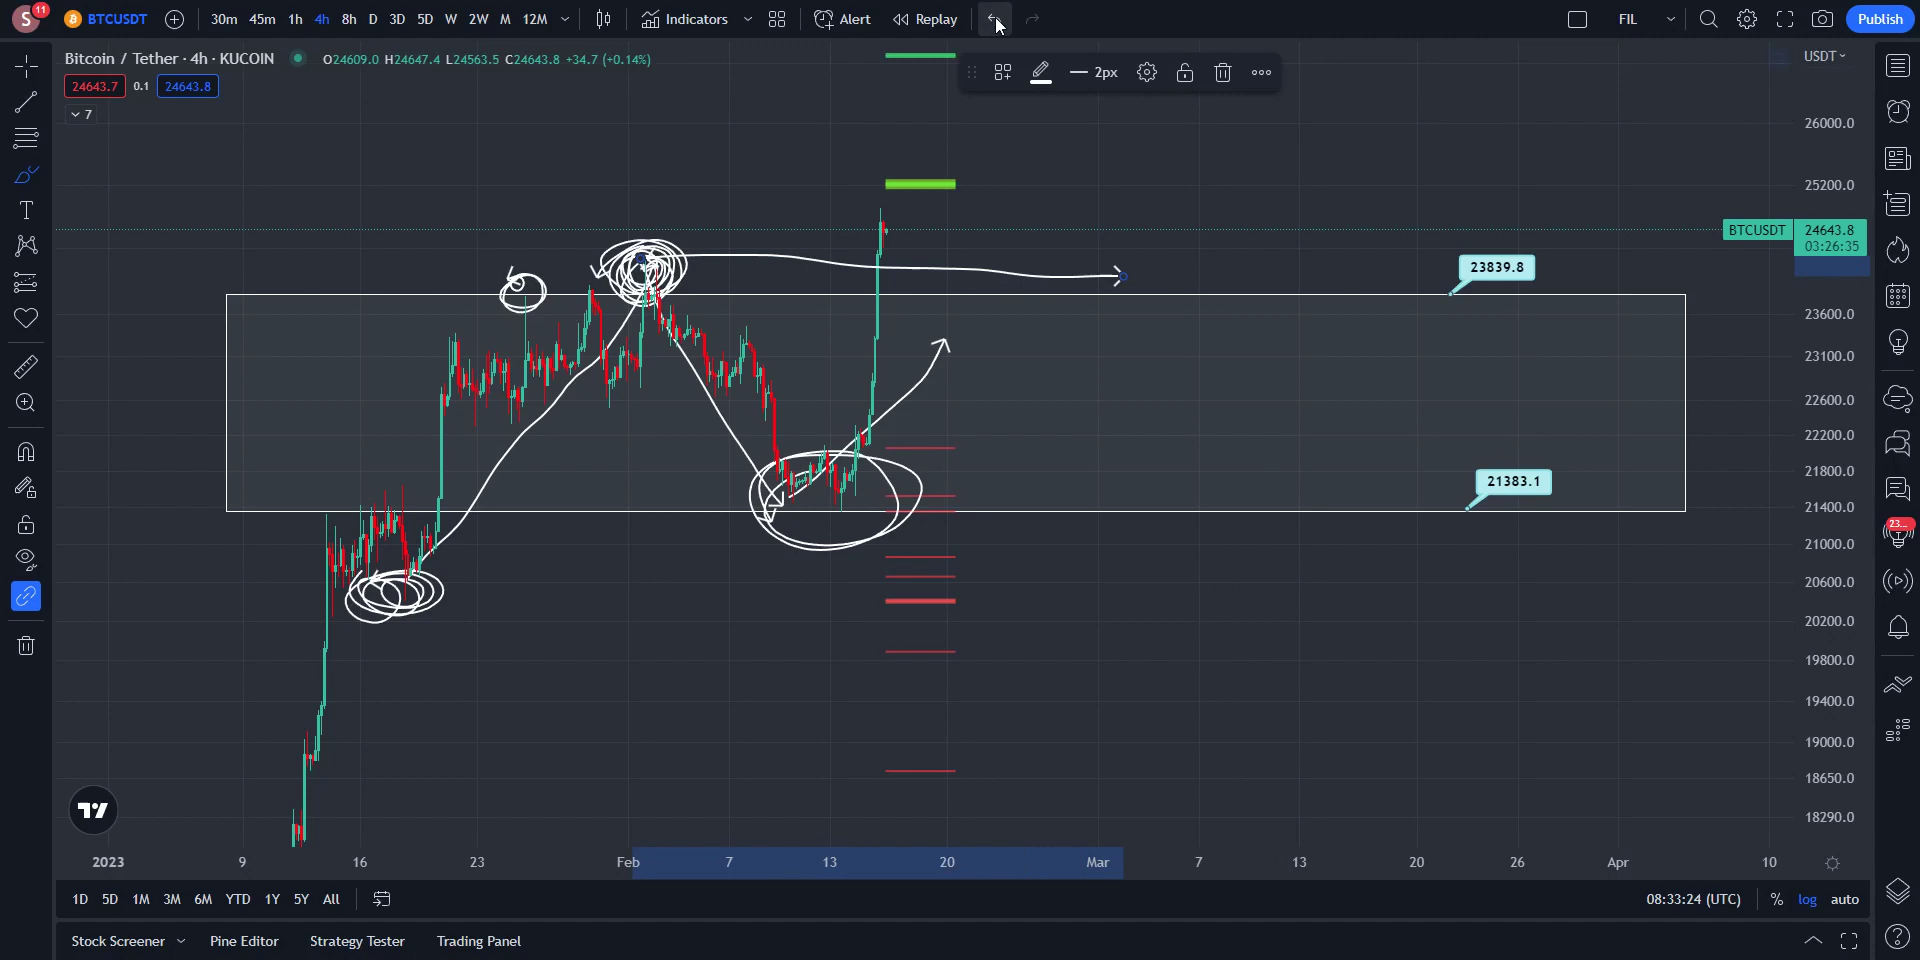 S 11 BTCUSDT 30m 45m 1h 4h 8h D 3D 5D W 2W M 12M Indicators Alert Replay FIL Publish
Bitcoin / Tether · 4h · KUCOIN O24609.0 H24647.4 L24563.5 C24643.8 +34.7 (+0.14%)
USDT
2px
24643.7 0.1 24643.8
7
26000.0
25200.0
BTCUSDT 24643.8
03:26:35
23839.8
23600.0
23100.0
22600.0
22200.0
21800.0
21383.1
21400.0
23...
21000.0
20600.0
20200.0
19800.0
19400.0
19000.0
18650.0
18290.0
2023 9 16 23 Feb 7 13 20 Mar 7 13 20 26 Apr 10
1D 5D 1M 3M 6M YTD 1Y 5Y All 08:33:24 (UTC) % log auto
Stock Screener Pine Editor Strategy Tester Trading Panel